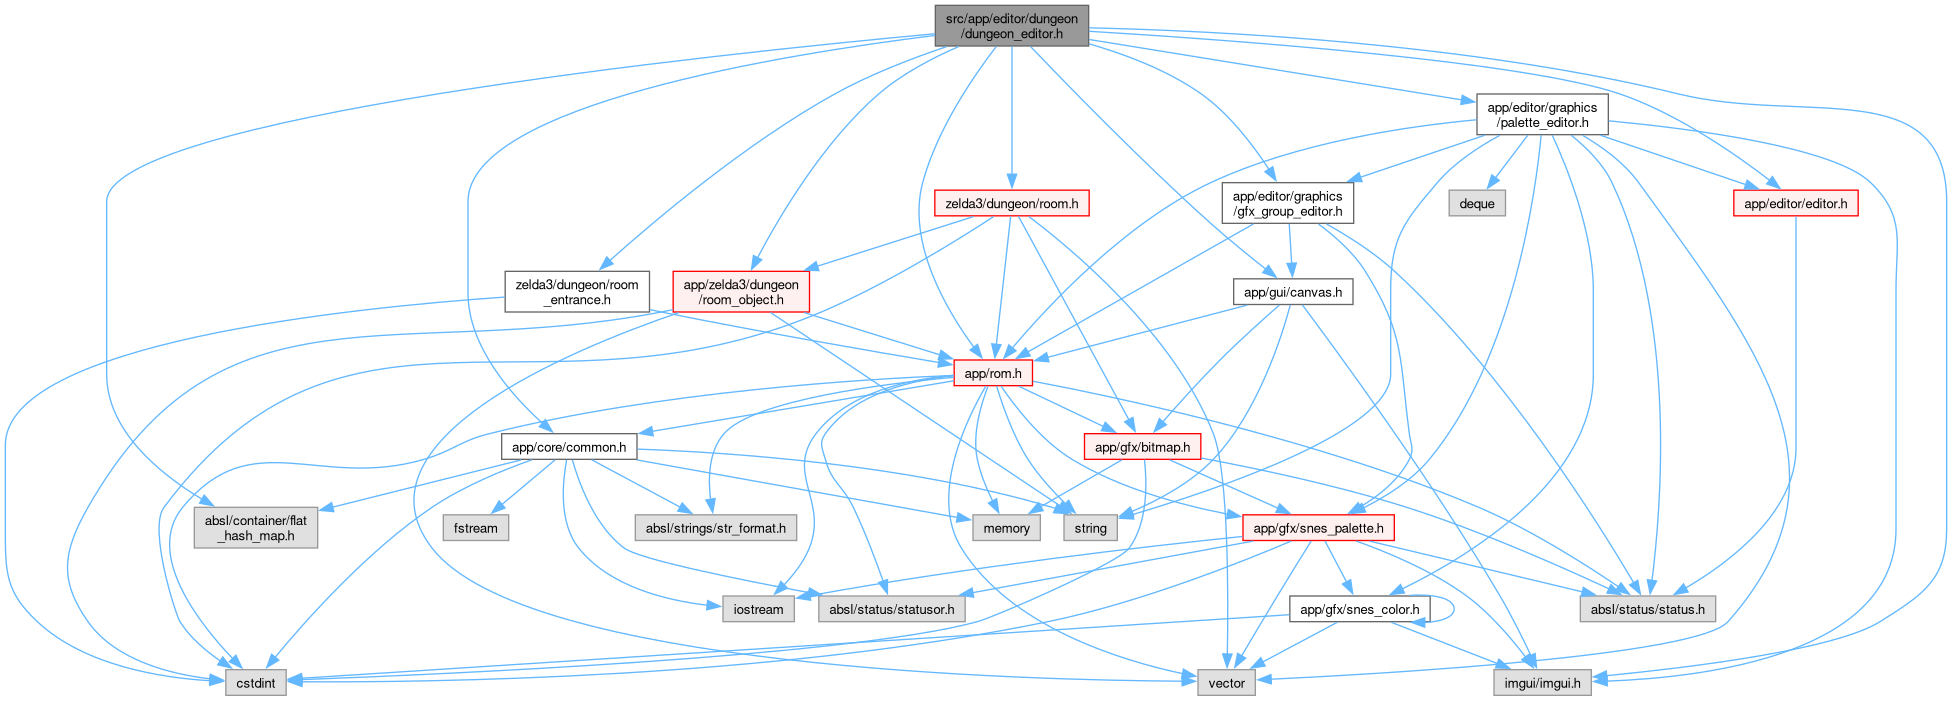 src/app/editor/dungeon
/dungeon_editor.h
app/editor/graphics
/palette_editor.h
zelda3/dungeon/room.h
app/editor/graphics
/gfx_group_editor.h
deque
app/editor/editor.h
zelda3/dungeon/room
_entrance.h
app/zelda3/dungeon
/room_object.h
app/gui/canvas.h
app/rom.h
app/core/common.h
app/gfx/bitmap.h
absl/container/flat
_hash_map.h
fstream
absl/strings/str_format.h
memory
string
app/gfx/snes_palette.h
iostream
absl/status/statusor.h
app/gfx/snes_color.h
absl/status/status.h
cstdint
vector
imgui/imgui.h